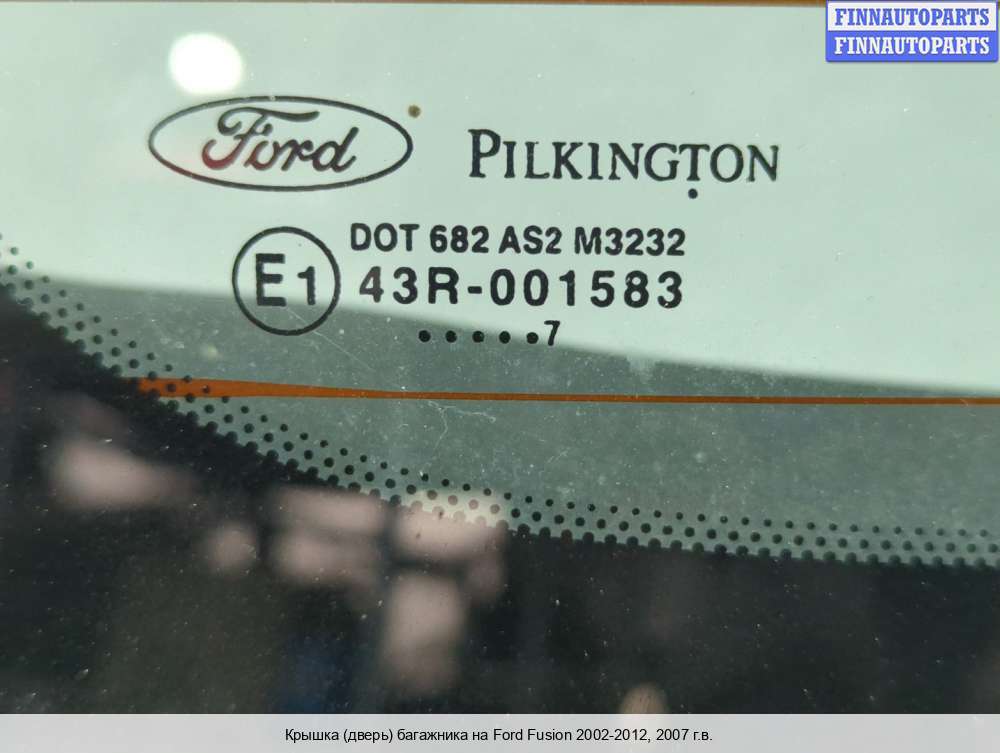 FINNAUTOPARTS
FINNAUTOPARTS
Ford PILKINGTON
DOT 682 AS2 M3232
E1 43R-001583
.....7
Крышка (дверь) багажника на Ford Fusion 2002-2012, 2007 г.в.